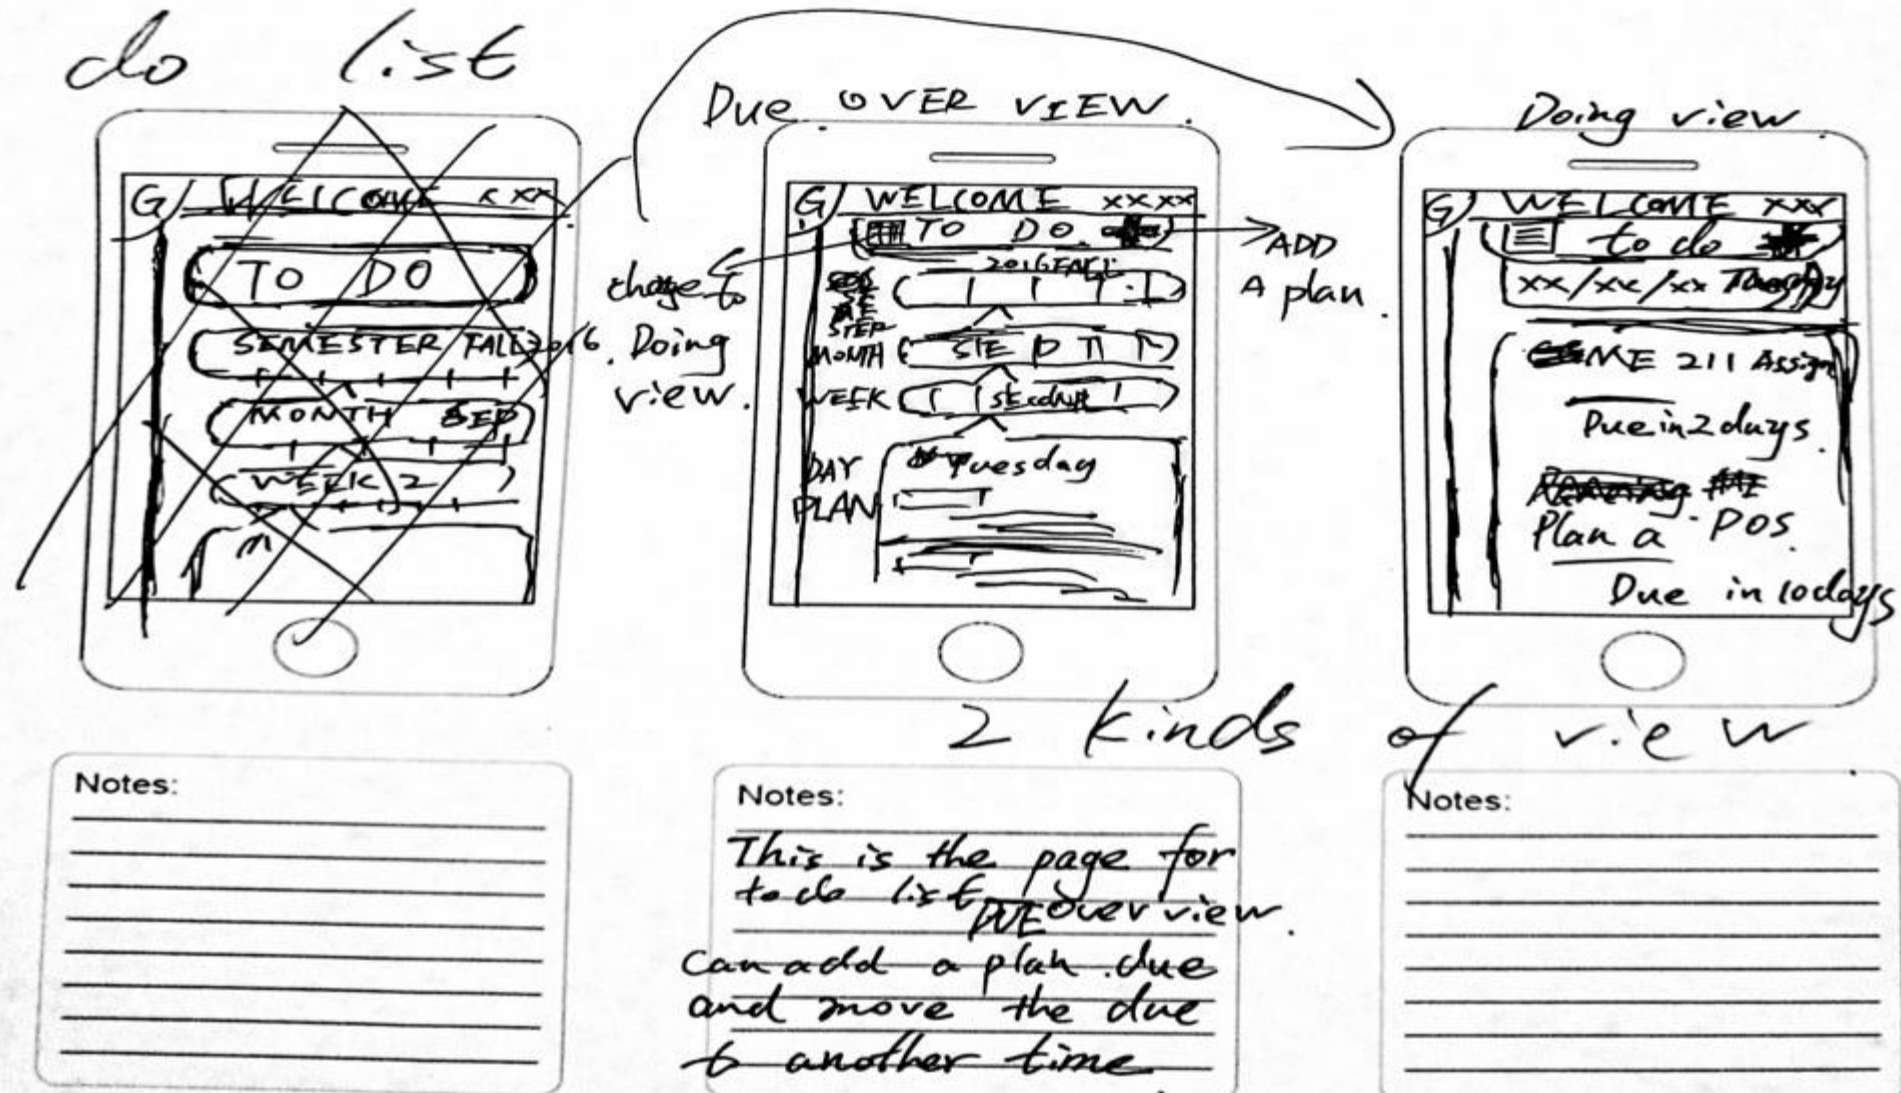 do list
G WELCOME x xx
TO DO
SEMESTER FALL 2016
MONTH SEP
WEEK 2
Due OVER VIEW
G WELCOME xxxx
TO DO
ADD
A plan.
Doing
view.
2016 FALL
MONTH
WEEK
DAY
PLAN
Tuesday
Doing view
G WELCOME xxx
to do
xx/xx/xx
ME 211 Assign
Due in 2 days.
Plan a POS.
Due in 10 days
2 kinds of view
Notes:
Notes:
This is the page for
to do list DUE over view.
can add a plan due
and move the due
to another time
Notes: